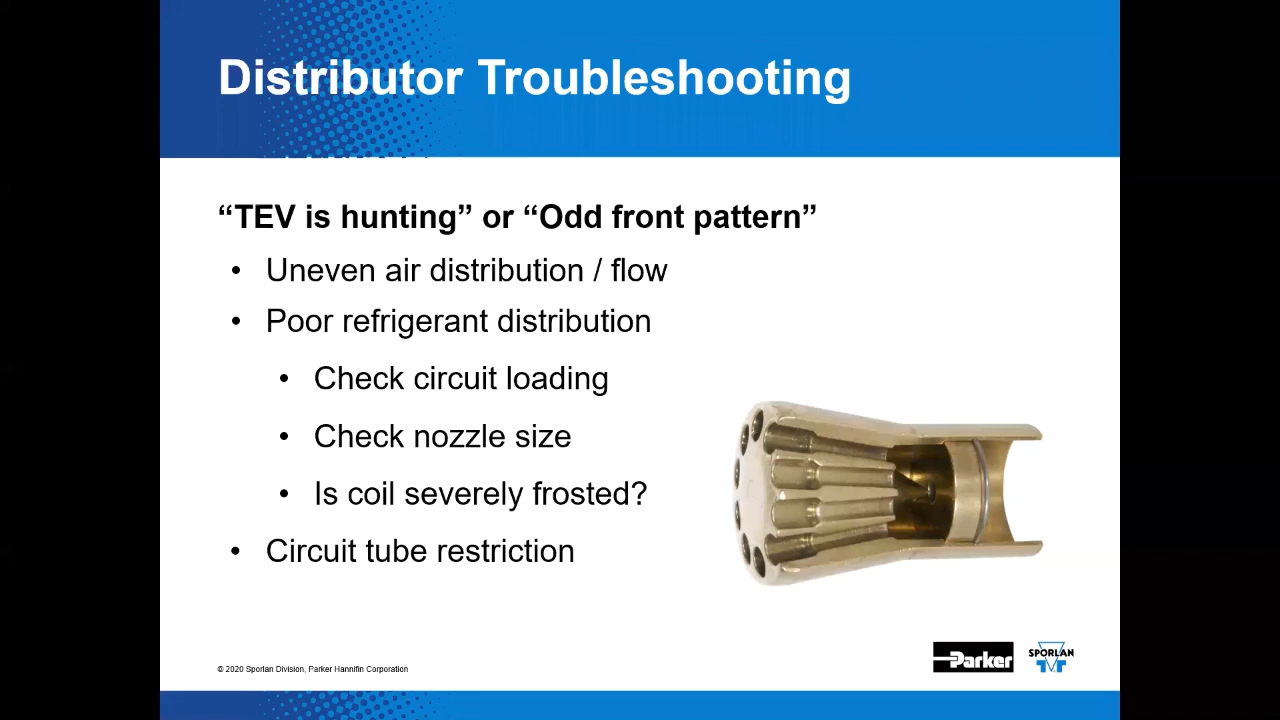 Distributor Troubleshooting
“TEV is hunting” or “Odd front pattern”
• Uneven air distribution / flow
• Poor refrigerant distribution
• Check circuit loading
• Check nozzle size
• Is coil severely frosted?
• Circuit tube restriction
© 2020 Sporlan Division, Parker Hannifin Corporation
Parker
SPORLAN